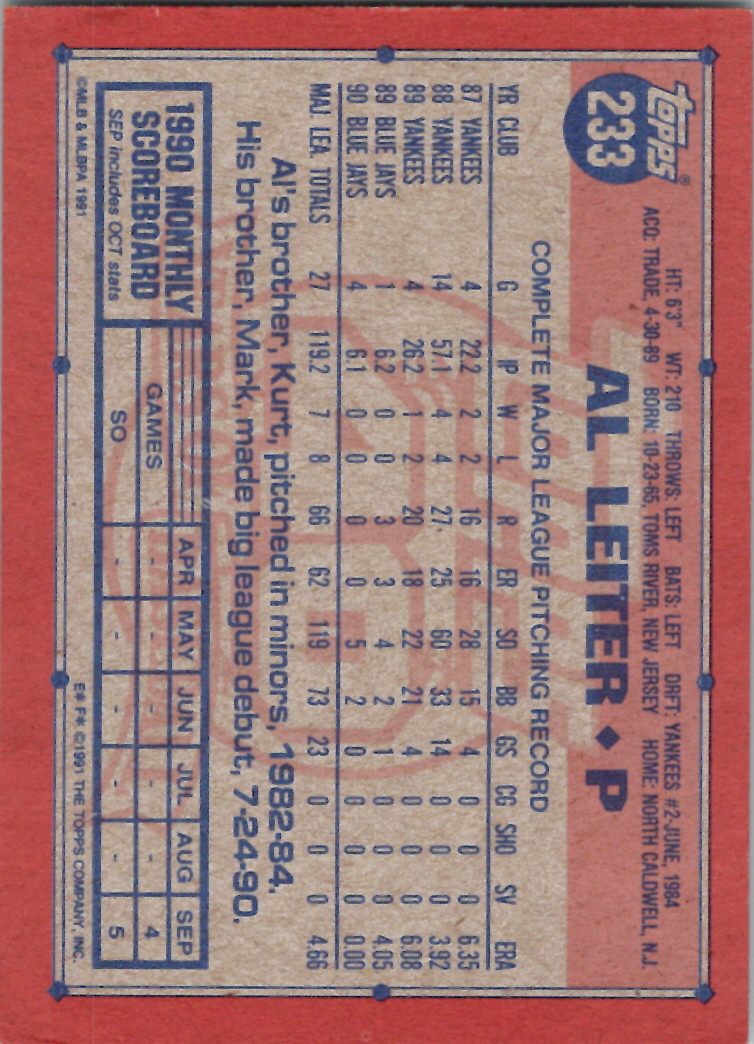 topps®
233
HT: 6'3" WT: 210 THROWS: LEFT BATS: LEFT DRFT: YANKEES #2-JUNE, 1984
ACQ: TRADE, 4-30-89 BORN: 10-23-65, TOMS RIVER, NEW JERSEY HOME: NORTH CALDWELL, N.J.
AL LEITER ◆ P
COMPLETE MAJOR LEAGUE PITCHING RECORD
YR CLUB G IP W L R ER SO BB GS CG SHO SV ERA
87 YANKEES 4 22.2 2 2 16 16 28 15 4 0 0 0 6.35
88 YANKEES 14 57.1 4 4 27 25 60 33 14 0 0 0 3.92
89 YANKEES 4 26.2 1 2 20 18 22 21 4 0 0 0 6.08
89 BLUE JAYS 1 6.2 0 0 3 3 4 2 1 0 0 0 4.05
90 BLUE JAYS 4 6.1 0 0 0 0 5 2 0 0 0 0 0.00
MAJ. LEA. TOTALS 27 119.2 7 8 66 62 119 73 23 0 0 0 4.66
Al's brother, Kurt, pitched in minors, 1982-84.
His brother, Mark, made big league debut, 7-24-90.
1990 MONTHLY
SCOREBOARD
SEP includes OCT stats
APR MAY JUN JUL AUG SEP
GAMES - - - - - 4
SO - - - - - 5
©MLB & MLBPA 1991
E* F* ©1991 THE TOPPS COMPANY, INC.